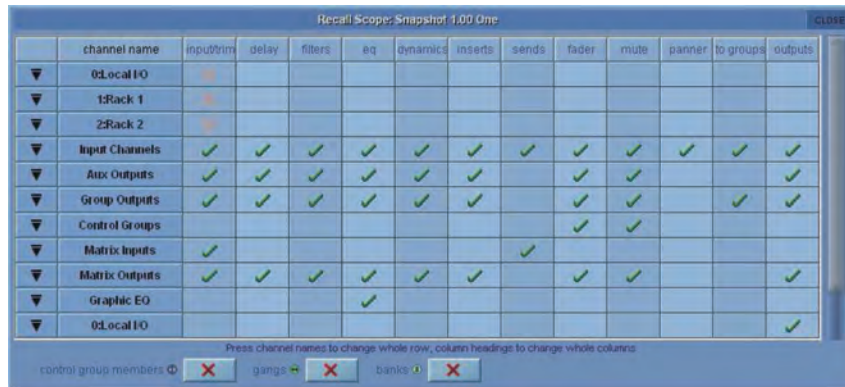 Recall Scope: Snapshot 1.00 One
CLOSE
channel name input/trim delay filters eq dynamics inserts sends fader mute panner to groups outputs
0:Local I/O
1:Rack 1
2:Rack 2
Input Channels
Aux Outputs
Group Outputs
Control Groups
Matrix Inputs
Matrix Outputs
Graphic EQ
0:Local I/O
Press channel names to change whole row, column headings to change whole columns
control group members gangs banks